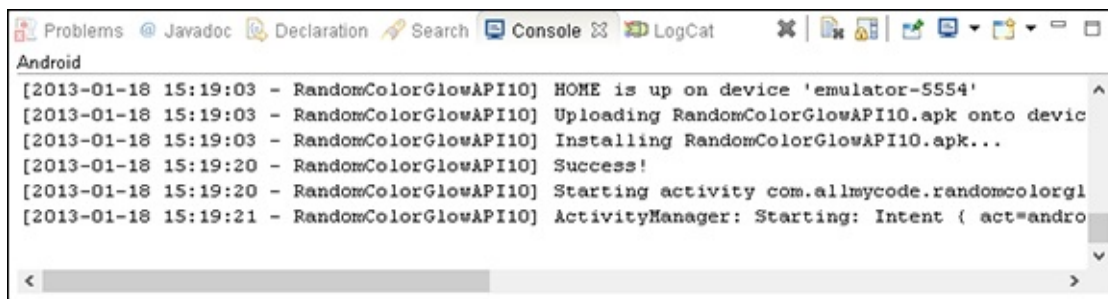 Problems @ Javadoc Declaration Search Console LogCat
Android
[2013-01-18 15:19:03 - RandomColorGlowAPI10] HOME is up on device 'emulator-5554'
[2013-01-18 15:19:03 - RandomColorGlowAPI10] Uploading RandomColorGlowAPI10.apk onto devic
[2013-01-18 15:19:03 - RandomColorGlowAPI10] Installing RandomColorGlowAPI10.apk...
[2013-01-18 15:19:20 - RandomColorGlowAPI10] Success!
[2013-01-18 15:19:20 - RandomColorGlowAPI10] Starting activity com.allmycode.randomcolorgl
[2013-01-18 15:19:21 - RandomColorGlowAPI10] ActivityManager: Starting: Intent { act=andro